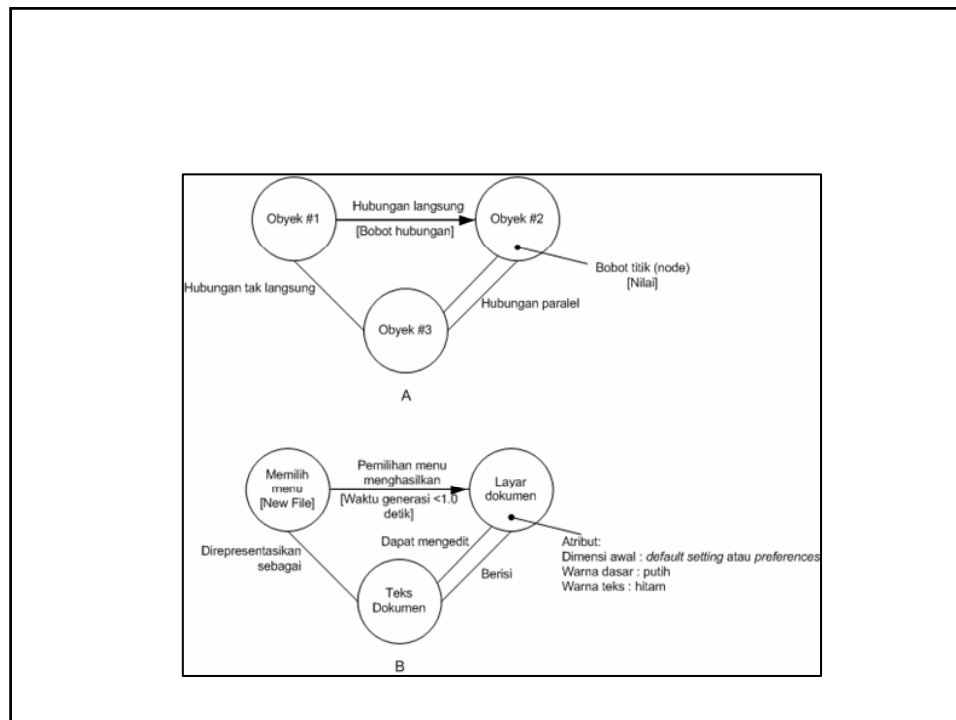 Obyek #1
Hubungan langsung
[Bobot hubungan]
Obyek #2
Bobot titik (node)
[Nilai]
Hubungan tak langsung
Hubungan paralel
Obyek #3
A
Memilih
menu
[New File]
Pemilihan menu
menghasilkan
[Waktu generasi <1.0
detik]
Layar
dokumen
Direpresentasikan
sebagai
Dapat mengedit
Berisi
Atribut:
Dimensi awal : default setting atau preferences
Warna dasar : putih
Warna teks : hitam
Teks
Dokumen
B